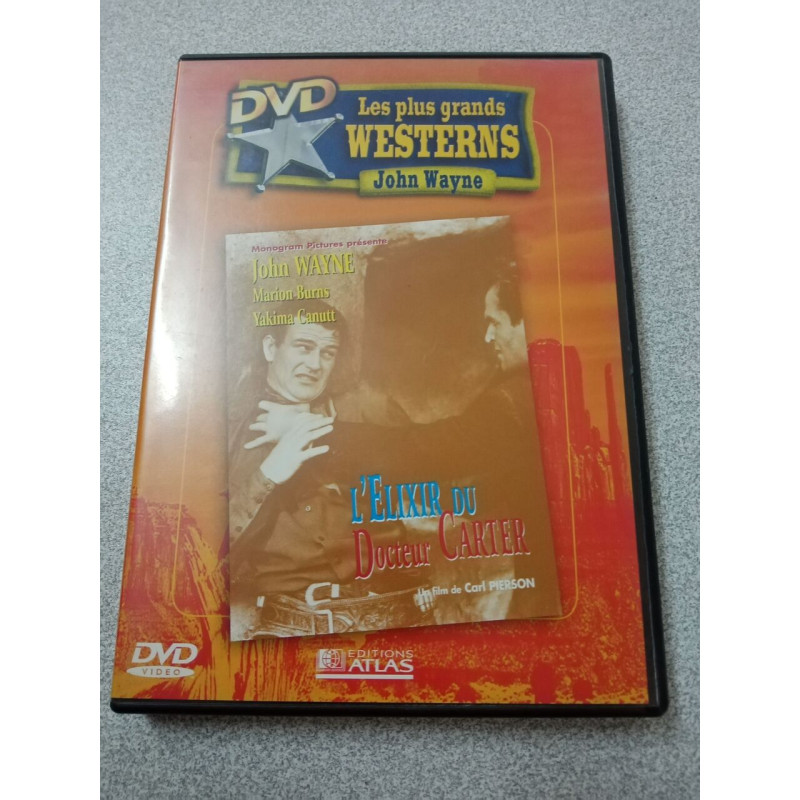 DVD
Les plus grands
WESTERNS
John Wayne
Monogram Pictures présente
John WAYNE
Marion Burns
Yakima Canutt
L'ELIXIR DU
Docteur CARTER
Un film de Carl PIERSON
DVD
VIDEO
EDITIONS
ATLAS